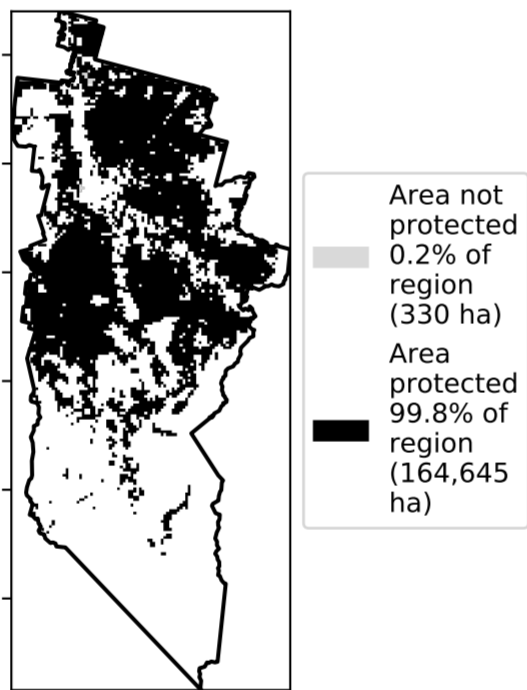 Area not
protected
0.2% of
region
(330 ha)
Area
protected
99.8% of
region
(164,645
ha)